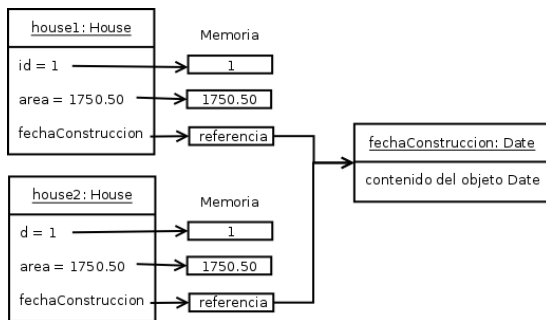 house1: House
Memoria
id = 1
1
area = 1750.50
1750.50
fechaConstruccion
referencia
fechaConstruccion: Date
contenido del objeto Date
house2: House
Memoria
d = 1
1
area = 1750.50
1750.50
fechaConstruccion
referencia